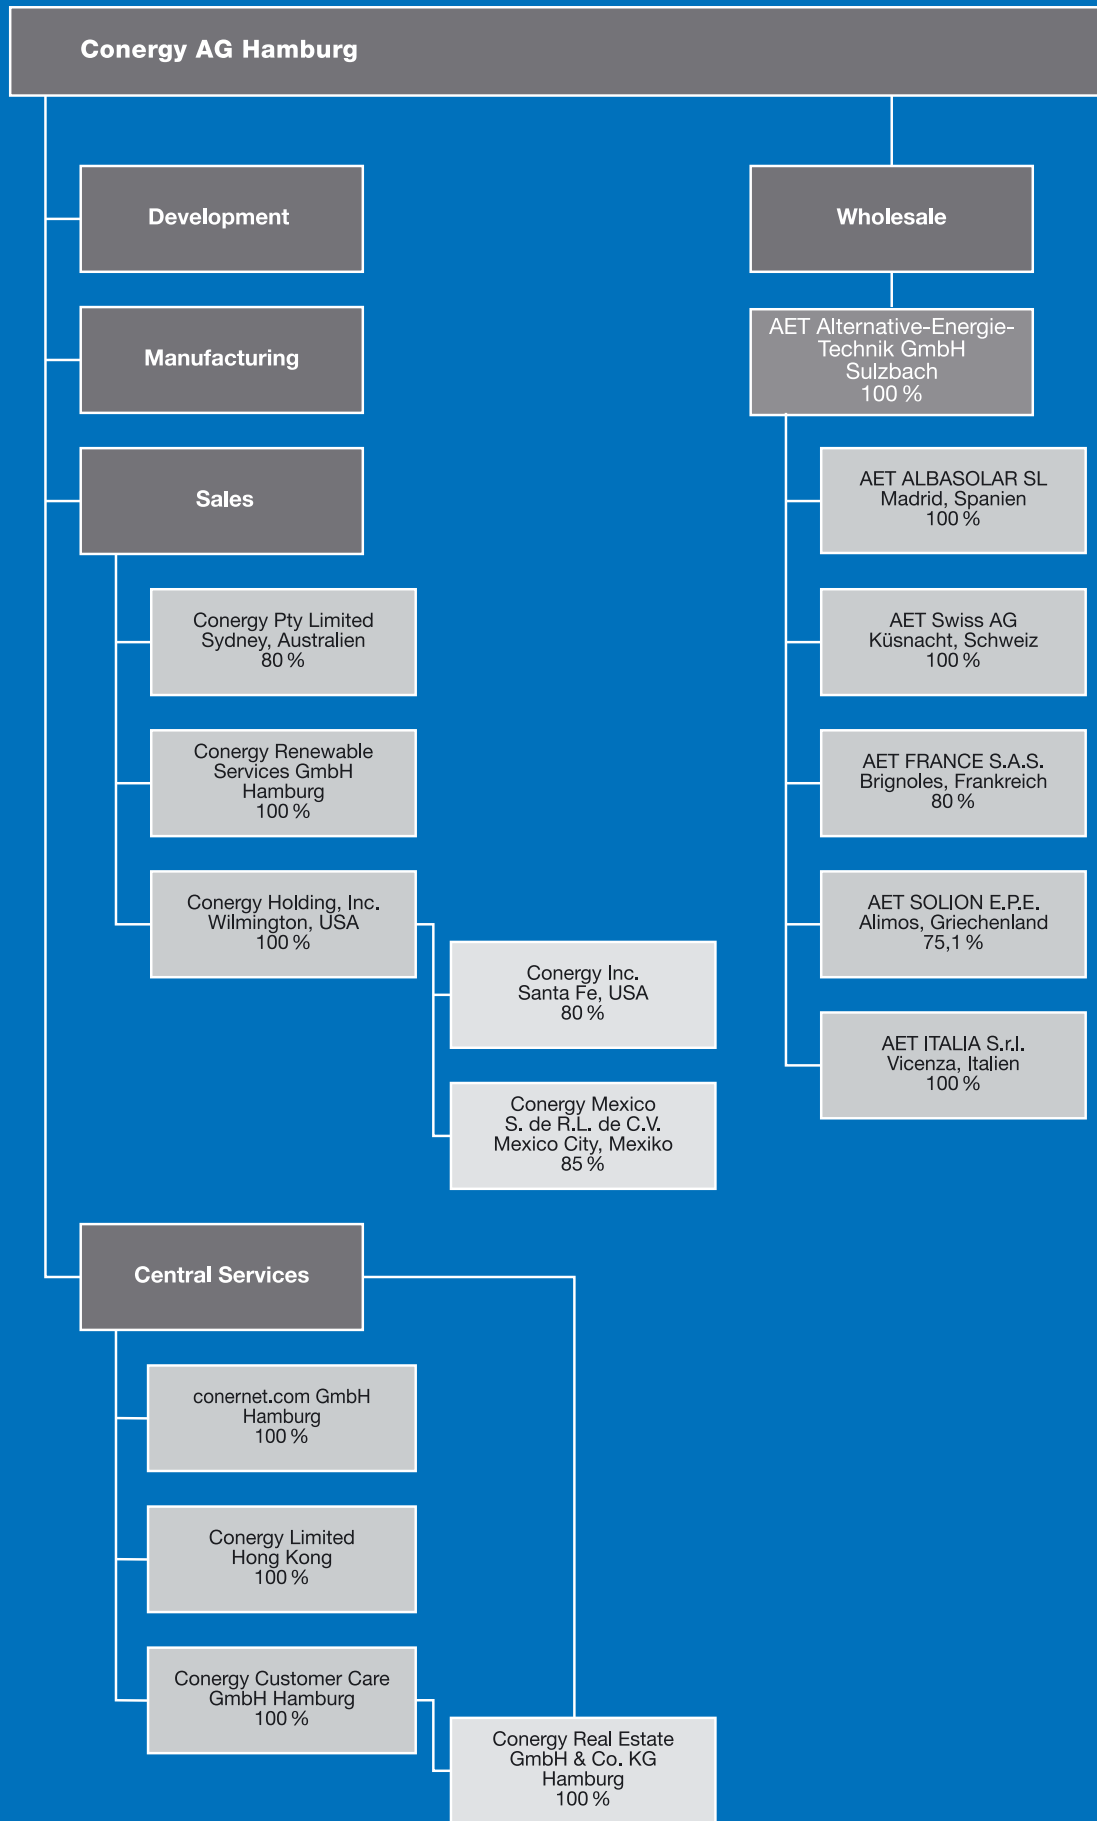 Conergy AG Hamburg
Development
Manufacturing
Sales
Conergy Pty Limited
Sydney, Australien
80 %
Conergy Renewable
Services GmbH
Hamburg
100 %
Conergy Holding, Inc.
Wilmington, USA
100 %
Conergy Inc.
Santa Fe, USA
80 %
Conergy Mexico
S. de R.L. de C.V.
Mexico City, Mexiko
85 %
Central Services
conernet.com GmbH
Hamburg
100 %
Conergy Limited
Hong Kong
100 %
Conergy Customer Care
GmbH Hamburg
100 %
Conergy Real Estate
GmbH & Co. KG
Hamburg
100 %
Wholesale
AET Alternative-Energie-
Technik GmbH
Sulzbach
100 %
AET ALBASOLAR SL
Madrid, Spanien
100 %
AET Swiss AG
Küsnacht, Schweiz
100 %
AET FRANCE S.A.S.
Brignoles, Frankreich
80 %
AET SOLION E.P.E.
Alimos, Griechenland
75,1 %
AET ITALIA S.r.l.
Vicenza, Italien
100 %